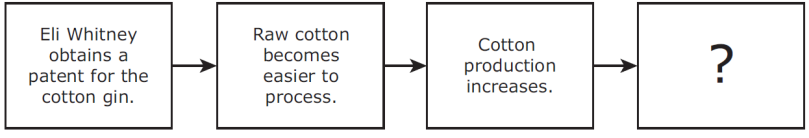 Eli Whitney
obtains a
patent for the
cotton gin.
Raw cotton
becomes
easier to
process.
Cotton
production
increases.
?